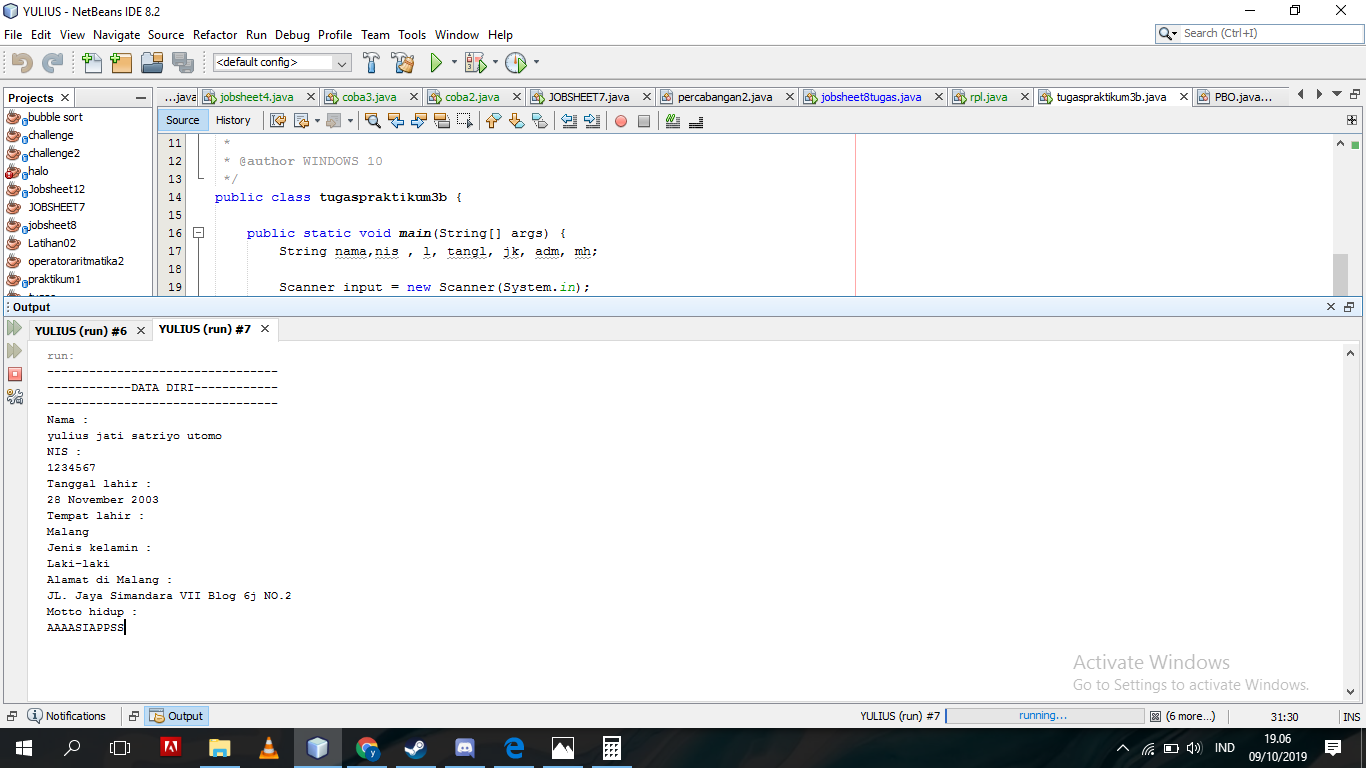 YULIUS - NetBeans IDE 8.2
File Edit View Navigate Source Refactor Run Debug Profile Team Tools Window Help
Search (Ctrl+I)
<default config>
Projects
...java jobsheet4.java coba3.java coba2.java JOBSHEET7.java percabangan2.java jobsheet8tugas.java rpl.java tugaspraktikum3b.java PBO.java...
Source History
bubble sort
challenge
challenge2
halo
Jobsheet12
JOBSHEET7
jobsheet8
Latihan02
operatoraritmatika2
praktikum1
11 *
12 * @author WINDOWS 10
13 */
14 public class tugaspraktikum3b {
15
16 public static void main(String[] args) {
17 String nama,nis , l, tangl, jk, adm, mh;
18
19 Scanner input = new Scanner(System.in);
Output
YULIUS (run) #6 YULIUS (run) #7
run:
---------------------------------
------------DATA DIRI------------
---------------------------------
Nama :
yulius jati satriyo utomo
NIS :
1234567
Tanggal lahir :
28 November 2003
Tempat lahir :
Malang
Jenis kelamin :
Laki-laki
Alamat di Malang :
JL. Jaya Simandara VII Blog 6j NO.2
Motto hidup :
AAAASIAPPSS
Activate Windows
Go to Settings to activate Windows.
Notifications Output YULIUS (run) #7 running... (6 more...) 31:30 INS
IND
19.06
09/10/2019